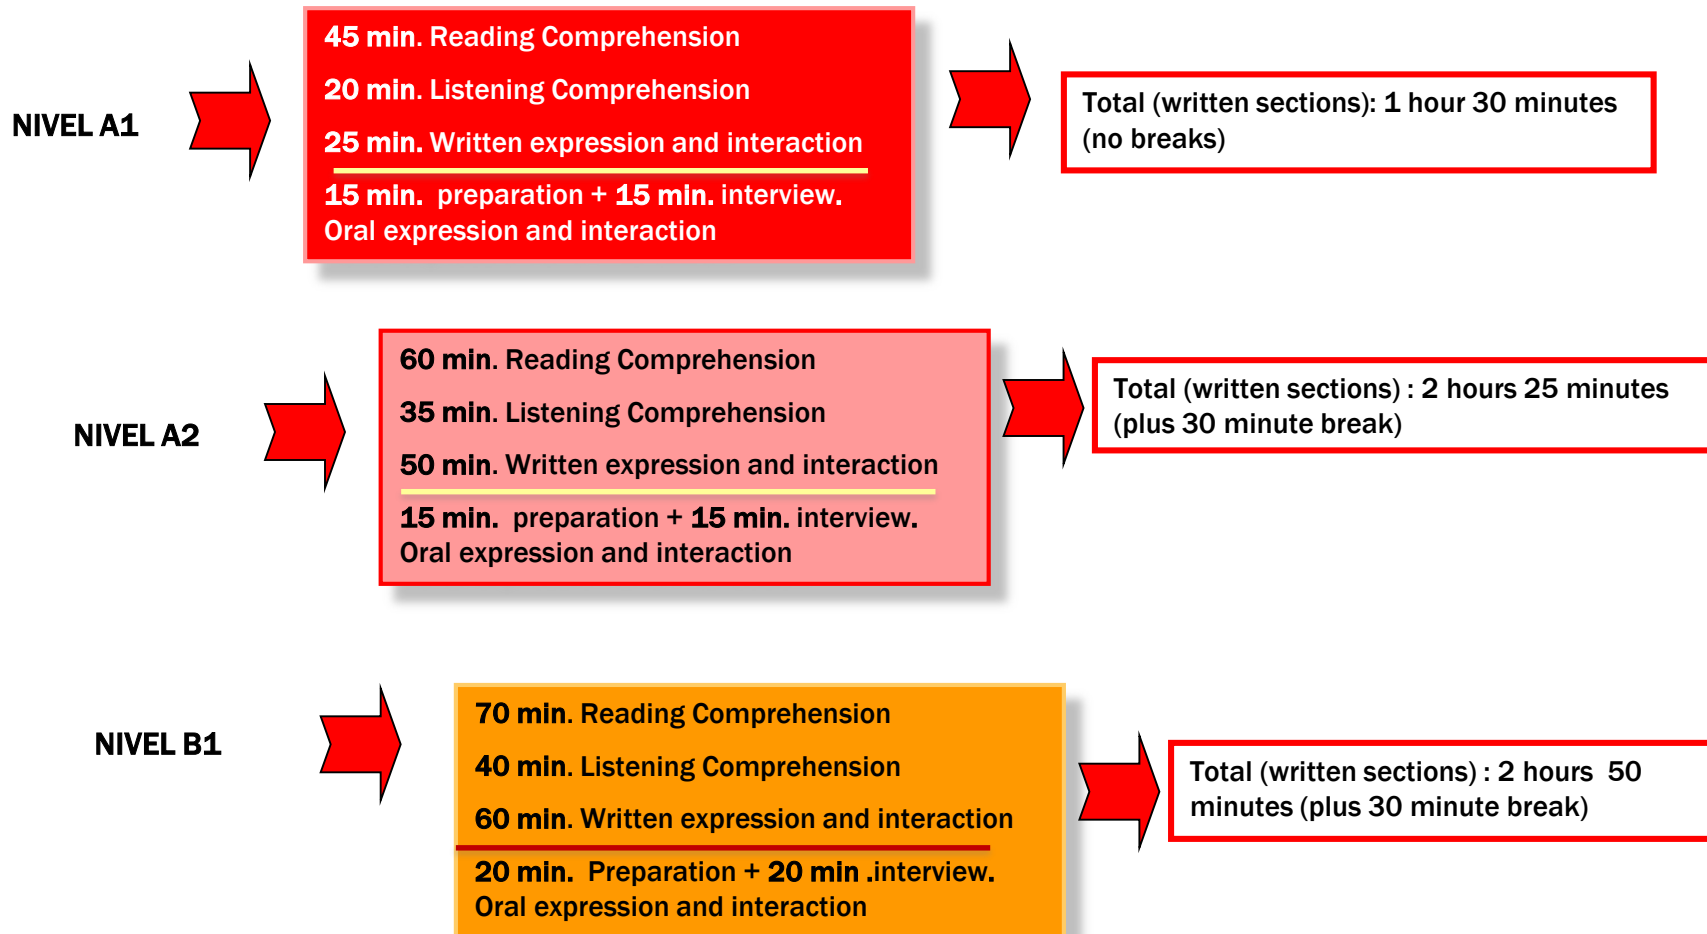 NIVEL A1
45 min. Reading Comprehension
20 min. Listening Comprehension
25 min. Written expression and interaction
15 min.  preparation + 15 min. interview.
Oral expression and interaction
Total (written sections): 1 hour 30 minutes
(no breaks)
NIVEL A2
60 min. Reading Comprehension
35 min. Listening Comprehension
50 min. Written expression and interaction
15 min.  preparation + 15 min. interview.
Oral expression and interaction
Total (written sections) : 2 hours 25 minutes
(plus 30 minute break)
NIVEL B1
70 min. Reading Comprehension
40 min. Listening Comprehension
60 min. Written expression and interaction
20 min.  Preparation + 20 min .interview.
Oral expression and interaction
Total (written sections) : 2 hours  50
minutes (plus 30 minute break)